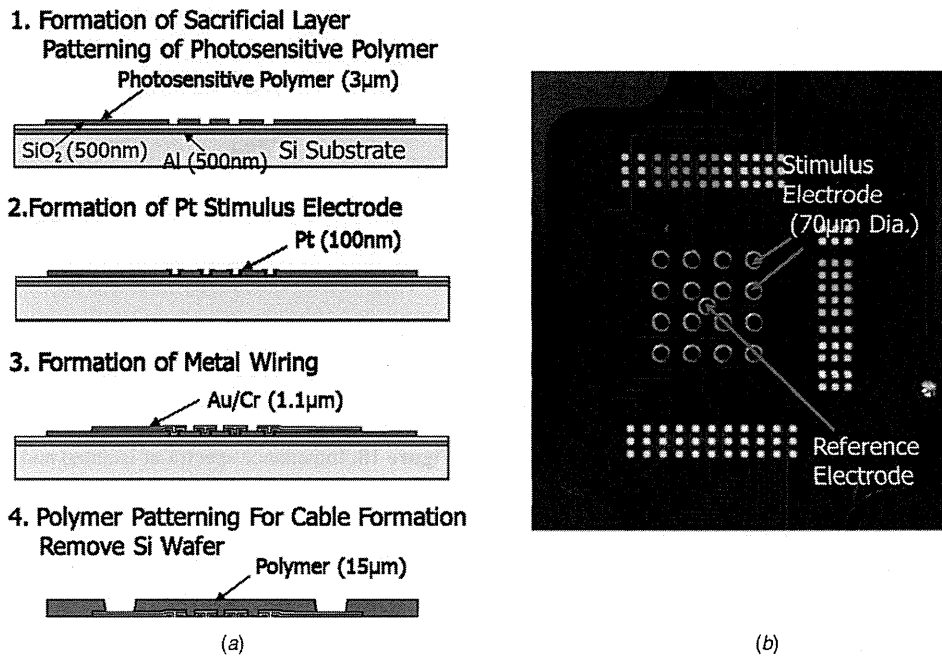 1. Formation of Sacrificial Layer
Patterning of Photosensitive Polymer
Photosensitive Polymer (3μm)
SiO₂ (500nm)
Al (500nm)
Si Substrate
2.Formation of Pt Stimulus Electrode
Pt (100nm)
3. Formation of Metal Wiring
Au/Cr (1.1μm)
4. Polymer Patterning For Cable Formation
Remove Si Wafer
Polymer (15μm)
(a)
Stimulus
Electrode
(70μm Dia.)
Reference
Electrode
(b)